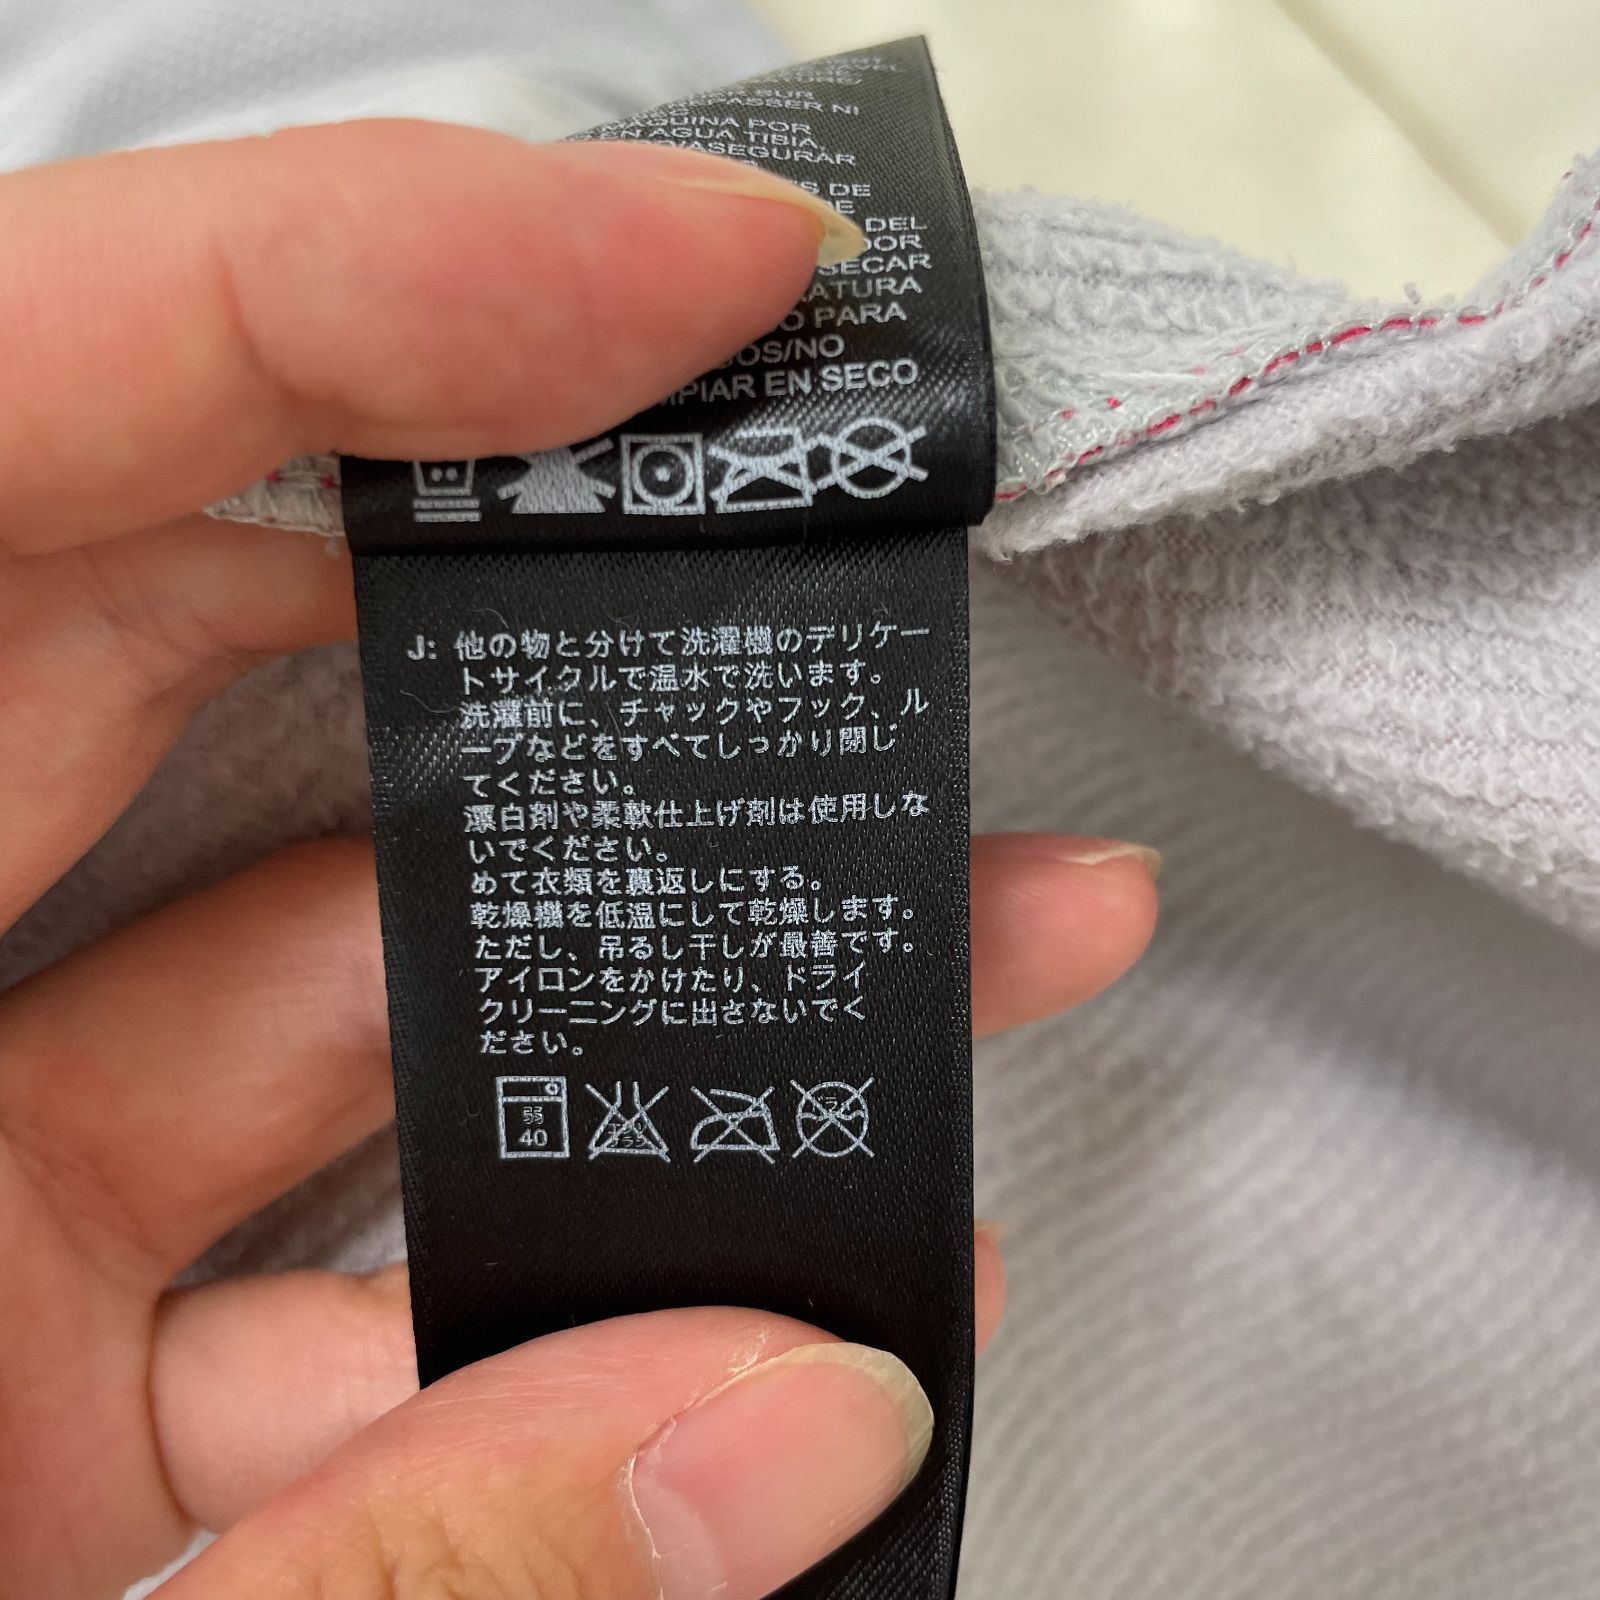 SUR
REPASSER NI
MAQUINA POR
EN AGUA TIBIA.
ASEGURAR
DE
DEL
SECAR
PARA
NO
EN SECO
J: 他の物と分けて洗濯機のデリケー
トサイクルで温水で洗います。
洗濯前に、チャックやフック、ル
ープなどをすべてしっかり閉じ
てください。
漂白剤や柔軟仕上げ剤は使用しな
いでください。
めて衣類を裏返しにする。
乾燥機を低温にして乾燥します。
ただし、吊るし干しが最善です。
アイロンをかけたり、ドライ
クリーニングに出さないでく
ださい。
弱
40